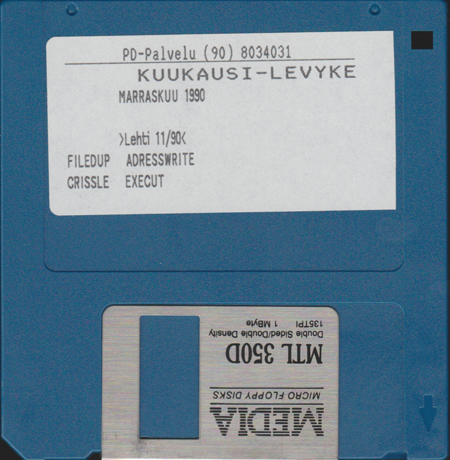 PD-Palvelu (90) 8034031
KUUKAUSI-LEVYKE
MARRASKUU 1990
>Lehti 11/90<
FILEDUP ADRESSWRITE
CRISSLE EXECUT
MEDIA
MICRO FLOPPY DISKS
MTL 350D
Double Sided/Double Density
135TPI 1 MByte